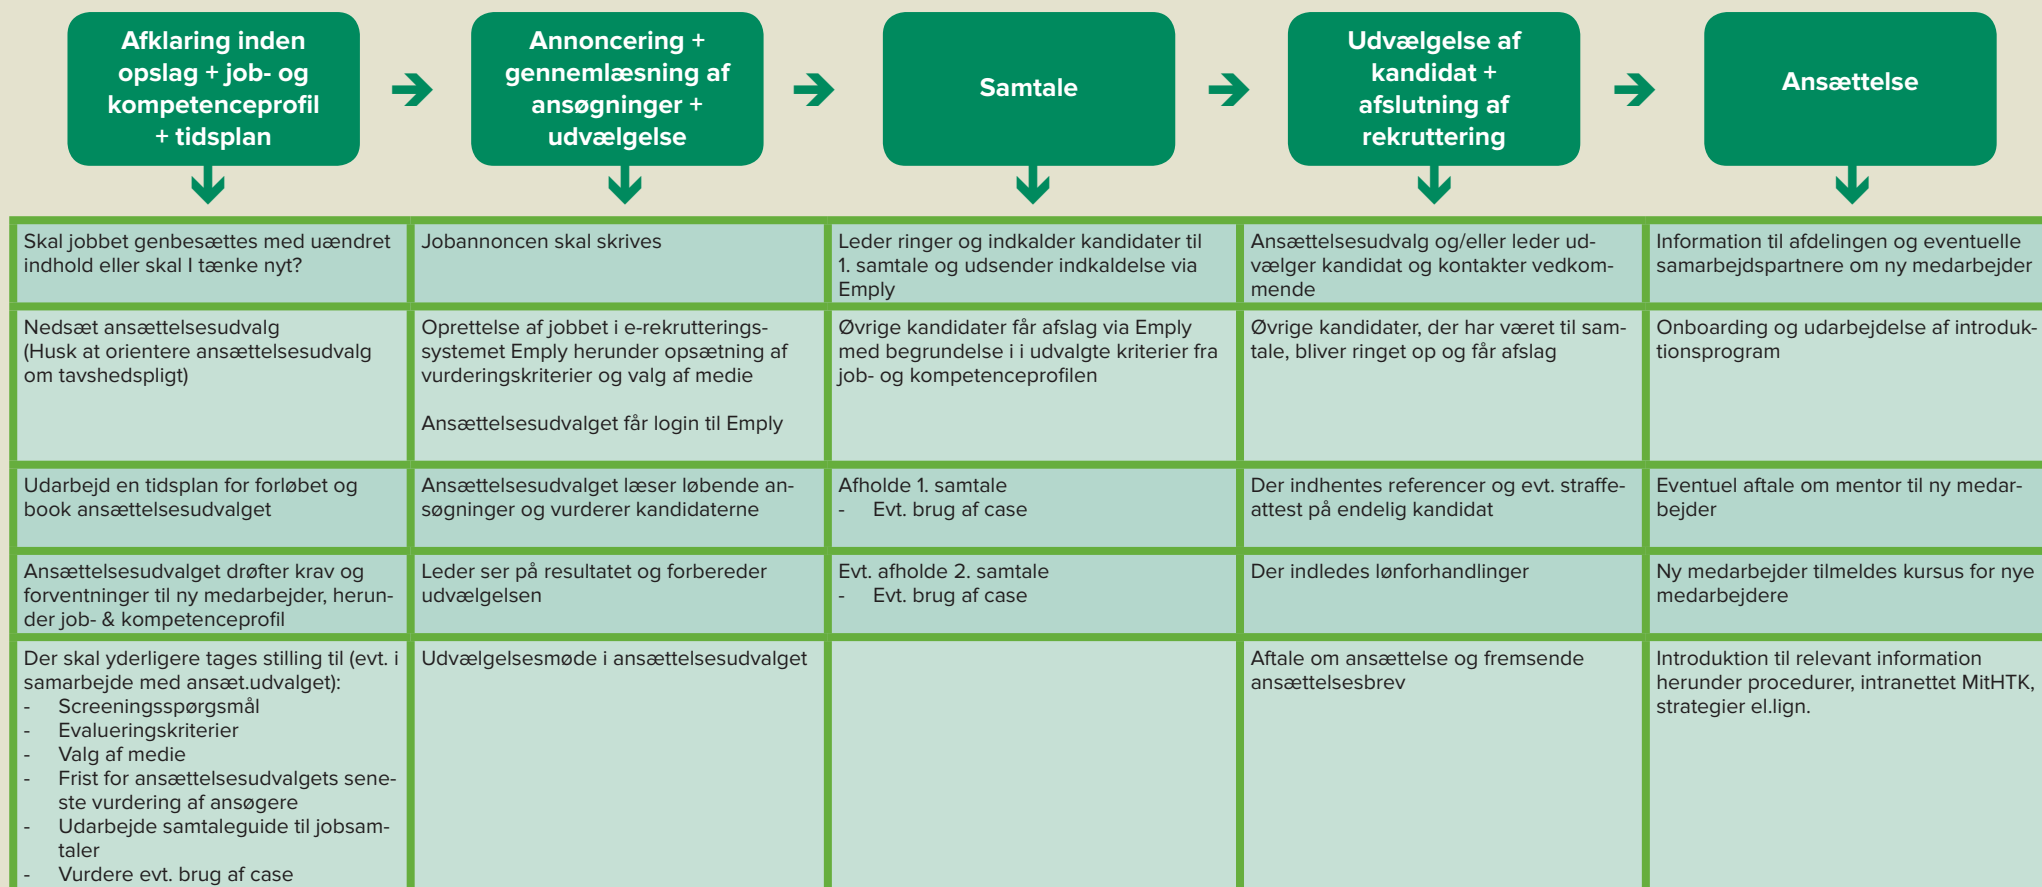 Afklaring inden
opslag + job- og
kompetenceprofil
+ tidsplan
Annoncering +
gennemlæsning af
ansøgninger +
udvælgelse
Samtale
Udvælgelse af
kandidat +
afslutning af
rekruttering
Ansættelse
Skal jobbet genbesættes med uændret
indhold eller skal I tænke nyt?
Jobannoncen skal skrives
Leder ringer og indkalder kandidater til
1. samtale og udsender indkaldelse via
Emply
Ansættelsesudvalg og/eller leder ud-
vælger kandidat og kontakter vedkom-
mende
Information til afdelingen og eventuelle
samarbejdspartnere om ny medarbejder
Nedsæt ansættelsesudvalg
(Husk at orientere ansættelsesudvalg
om tavshedspligt)
Oprettelse af jobbet i e-rekrutterings-
systemet Emply herunder opsætning af
vurderingskriterier og valg af medie
Ansættelsesudvalget får login til Emply
Øvrige kandidater får afslag via Emply
med begrundelse i i udvalgte kriterier fra
job- og kompetenceprofilen
Øvrige kandidater, der har været til sam-
tale, bliver ringet op og får afslag
Onboarding og udarbejdelse af introduk-
tionsprogram
Udarbejd en tidsplan for forløbet og
book ansættelsesudvalget
Ansættelsesudvalget læser løbende an-
søgninger og vurderer kandidaterne
Afholde 1. samtale
- Evt. brug af case
Der indhentes referencer og evt. straffe-
attest på endelig kandidat
Eventuel aftale om mentor til ny medar-
bejder
Ansættelsesudvalget drøfter krav og
forventninger til ny medarbejder, herun-
der job- & kompetenceprofil
Leder ser på resultatet og forbereder
udvælgelsen
Evt. afholde 2. samtale
- Evt. brug af case
Der indledes lønforhandlinger
Ny medarbejder tilmeldes kursus for nye
medarbejdere
Der skal yderligere tages stilling til (evt. i
samarbejde med ansæt.udvalget):
- Screeningsspørgsmål
- Evalueringskriterier
- Valg af medie
- Frist for ansættelsesudvalgets sene-
ste vurdering af ansøgere
- Udarbejde samtaleguide til jobsam-
taler
- Vurdere evt. brug af case
Udvælgelsesmøde i ansættelsesudvalget
Aftale om ansættelse og fremsende
ansættelsesbrev
Introduktion til relevant information
herunder procedurer, intranettet MitHTK,
strategier el.lign.